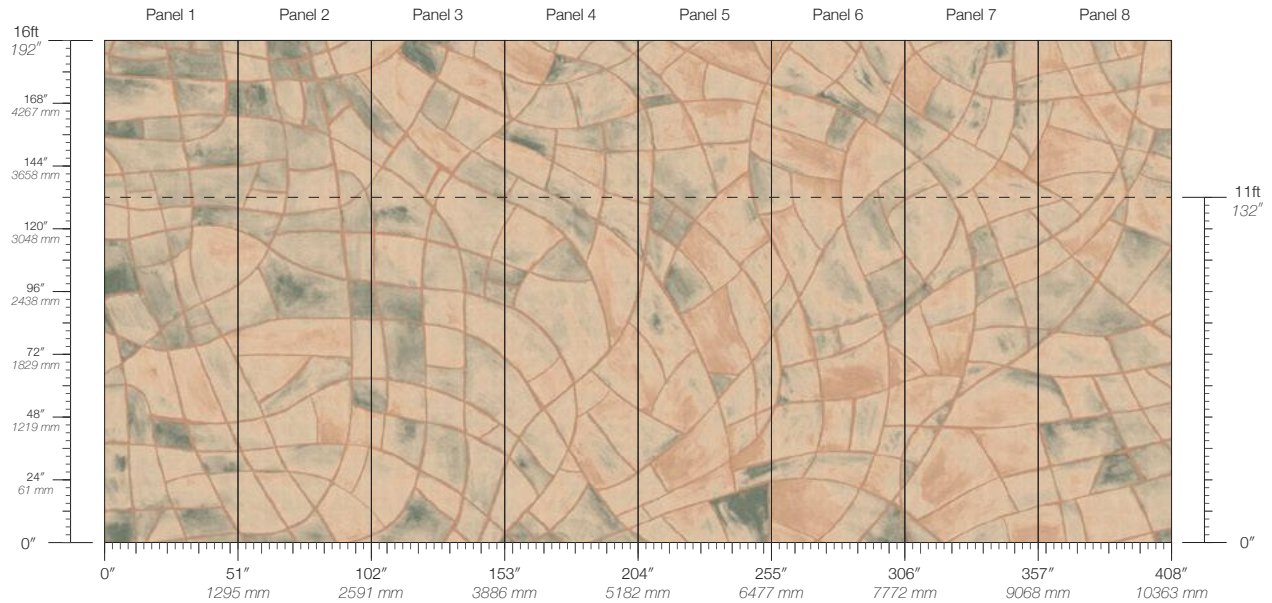 Panel 1 Panel 2 Panel 3 Panel 4 Panel 5 Panel 6 Panel 7 Panel 8
16ft
192″
168″
4267 mm
144″
3658 mm
11ft
132″
120″
3048 mm
96″
2438 mm
72″
1829 mm
48″
1219 mm
24″
61 mm
0″ 0″
0″ 51″ 102″ 153″ 204″ 255″ 306″ 357″ 408″
1295 mm 2591 mm 3886 mm 5182 mm 6477 mm 7772 mm 9068 mm 10363 mm